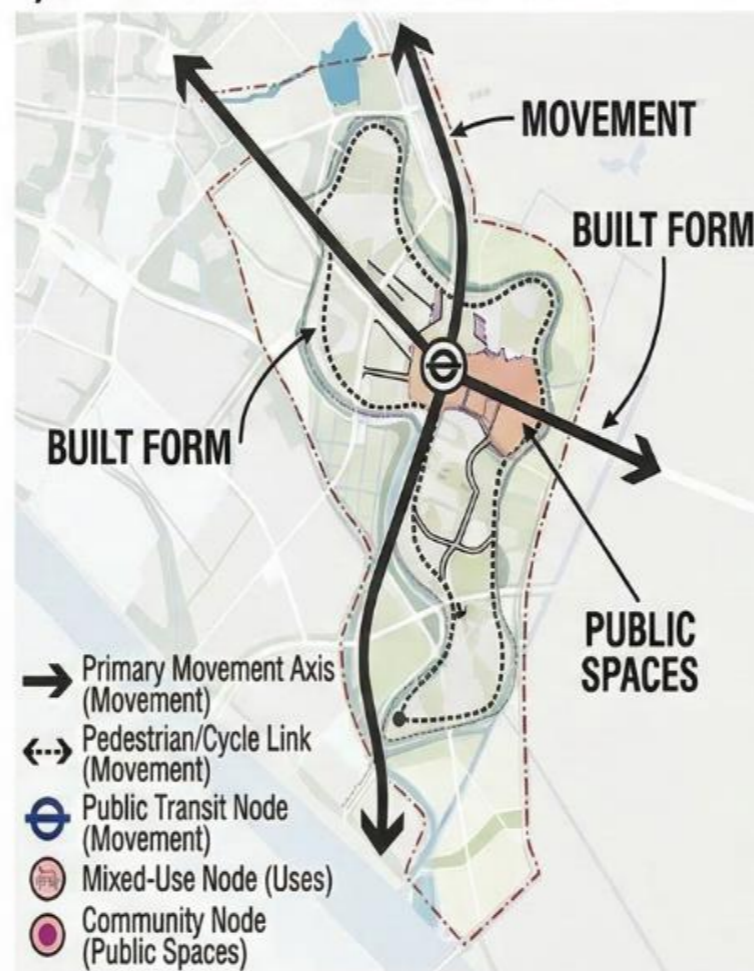 MOVEMENT
BUILT FORM
BUILT FORM
PUBLIC
SPACES
Primary Movement Axis
(Movement)
Pedestrian/Cycle Link
(Movement)
Public Transit Node
(Movement)
Mixed-Use Node (Uses)
Community Node
(Public Spaces)